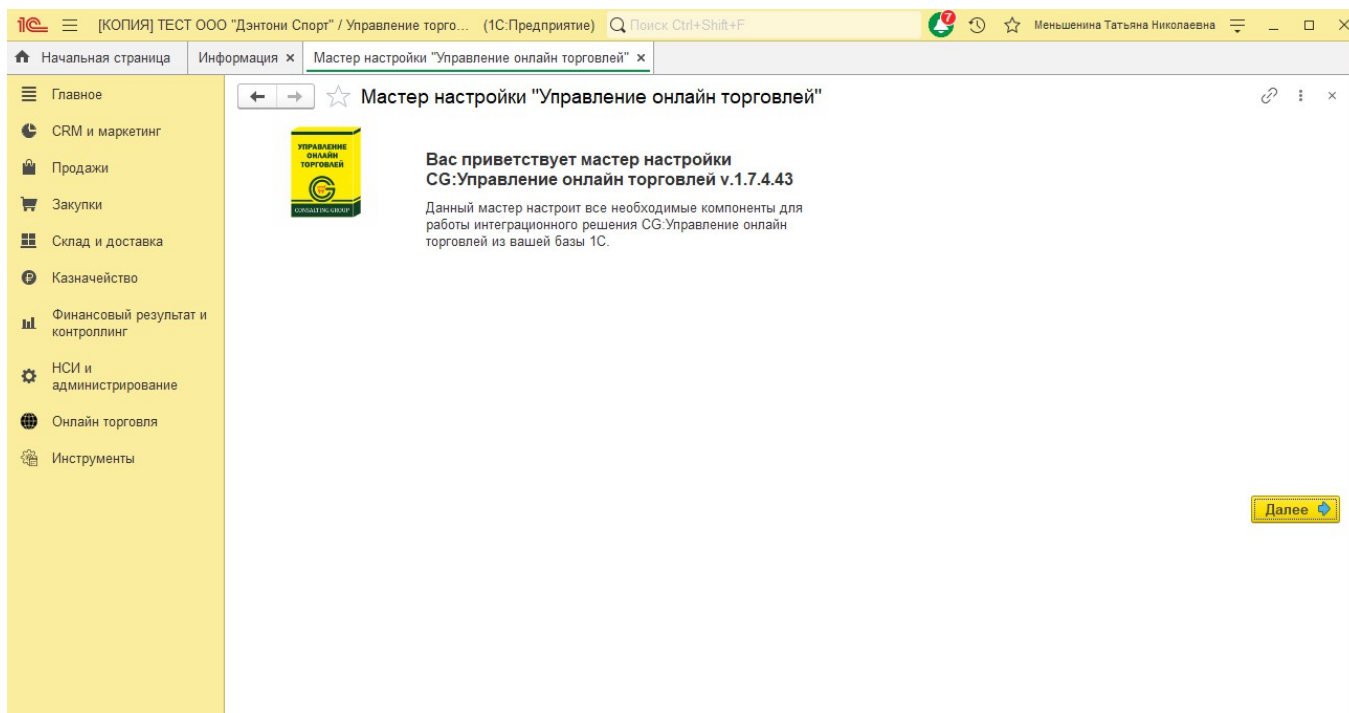 [КОПИЯ] ТЕСТ ООО "Дэнтони Спорт" / Управление торго... (1С:Предприятие) Поиск Ctrl+Shift+F 7 Меньшенина Татьяна Николаевна
Начальная страница Информация × Мастер настройки "Управление онлайн торговлей" ×
Главное
CRM и маркетинг
Продажи
Закупки
Склад и доставка
Казначейство
Финансовый результат и
контроллинг
НСИ и
администрирование
Онлайн торговля
Инструменты
Мастер настройки "Управление онлайн торговлей"
УПРАВЛЕНИЕ
ОНЛАЙН
ТОРГОВЛЕЙ
CONSALTING GROUP
Вас приветствует мастер настройки
CG:Управление онлайн торговлей v.1.7.4.43
Данный мастер настроит все необходимые компоненты для
работы интеграционного решения CG:Управление онлайн
торговлей из вашей базы 1С.
Далее